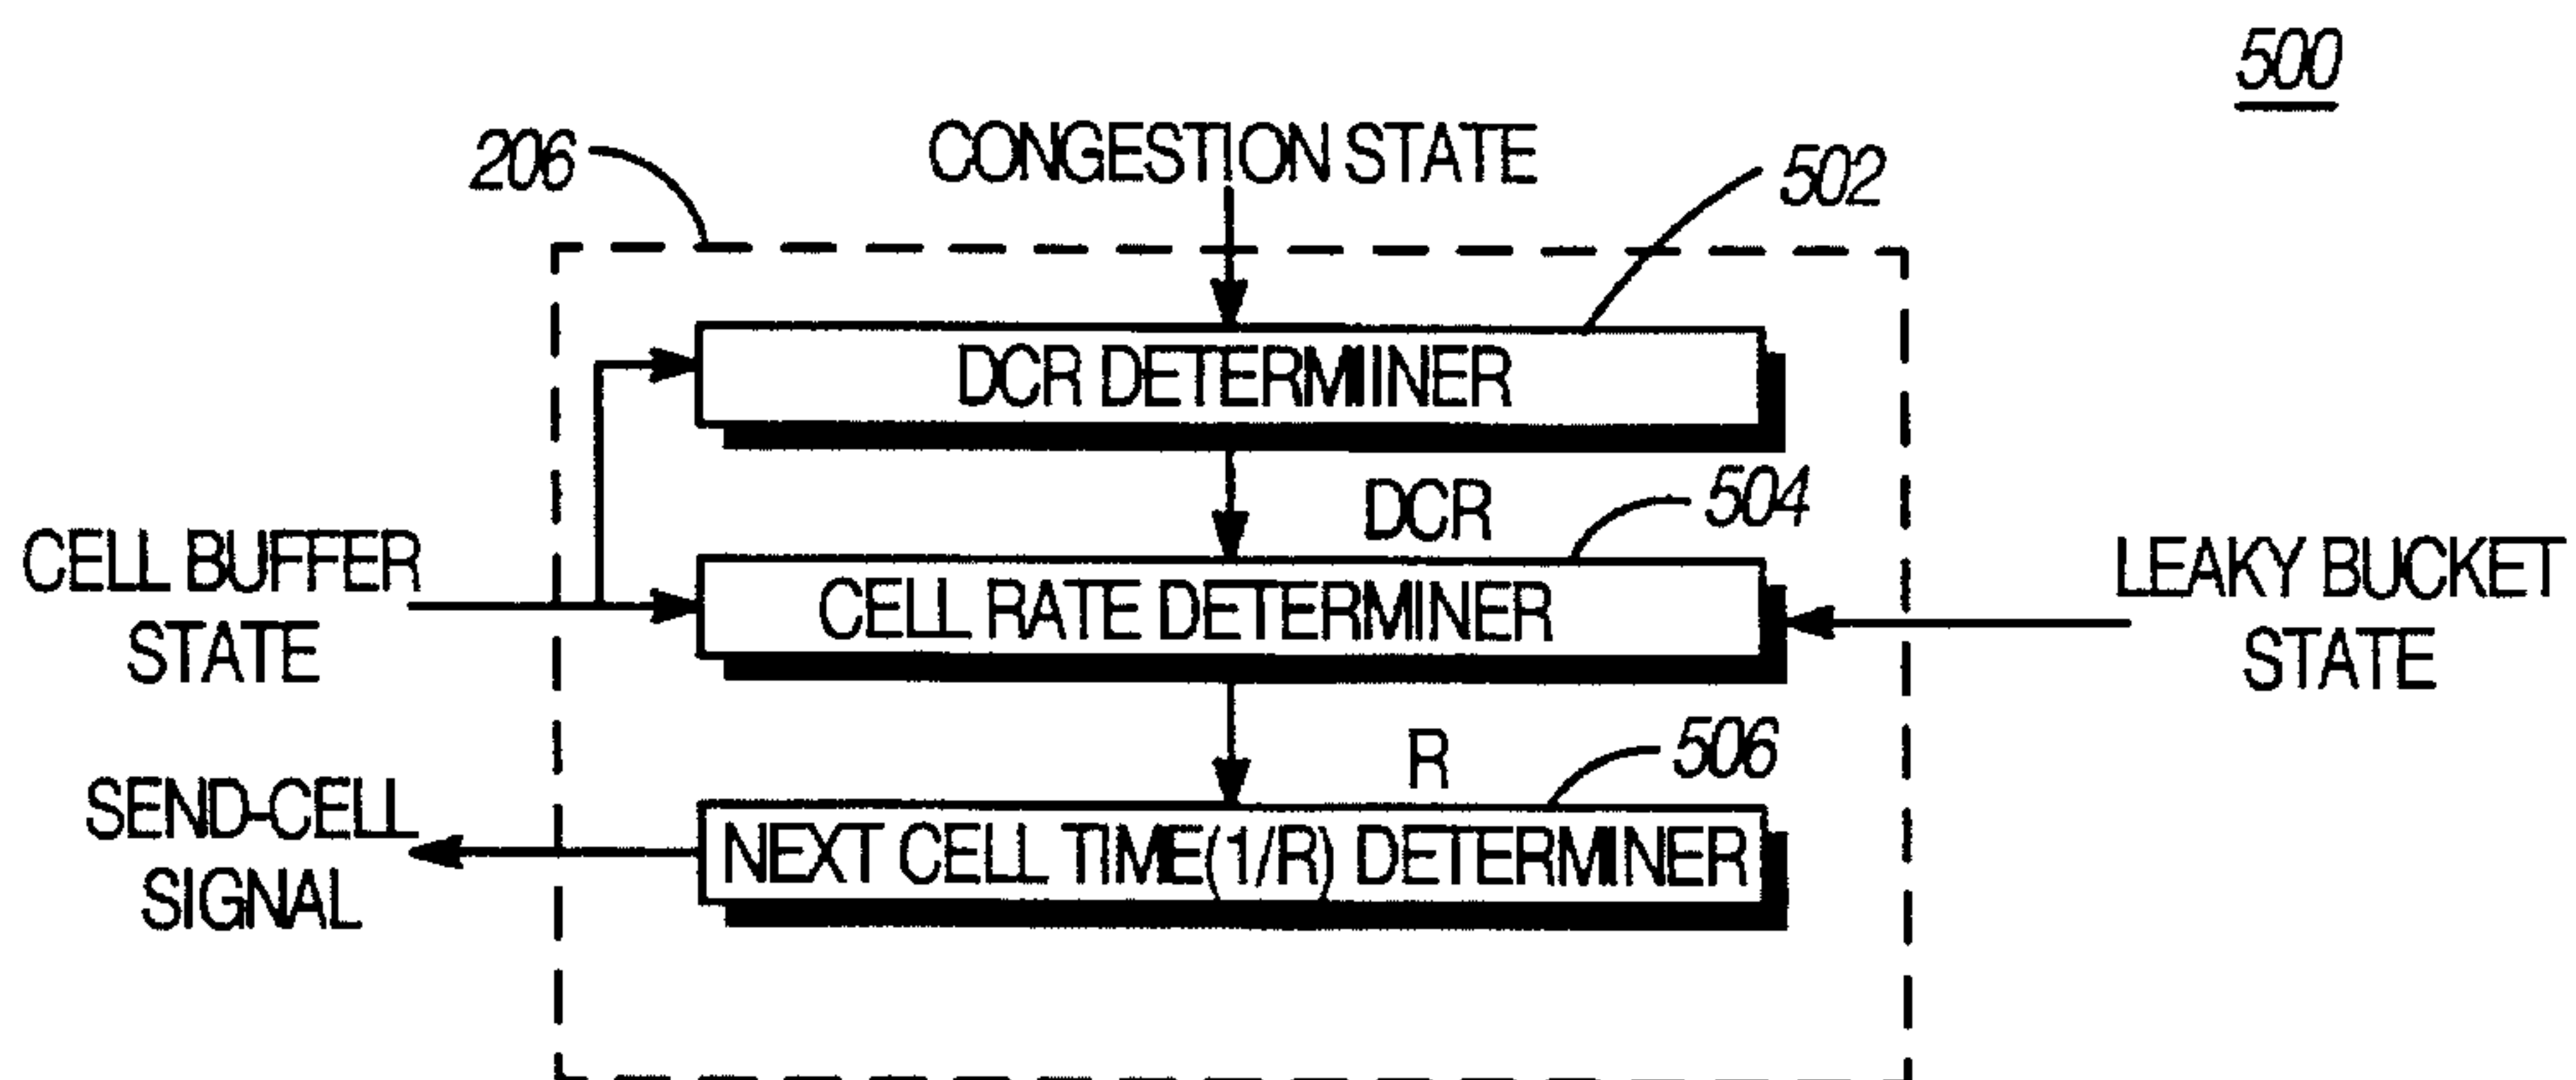 500
206
CONGESTION STATE
502
DCR DETERMIINER
DCR
504
CELL BUFFER
STATE
CELL RATE DETERMINER
LEAKY BUCKET
STATE
R
506
SEND-CELL
SIGNAL
NEXT CELL TIME(1/R) DETERMINER